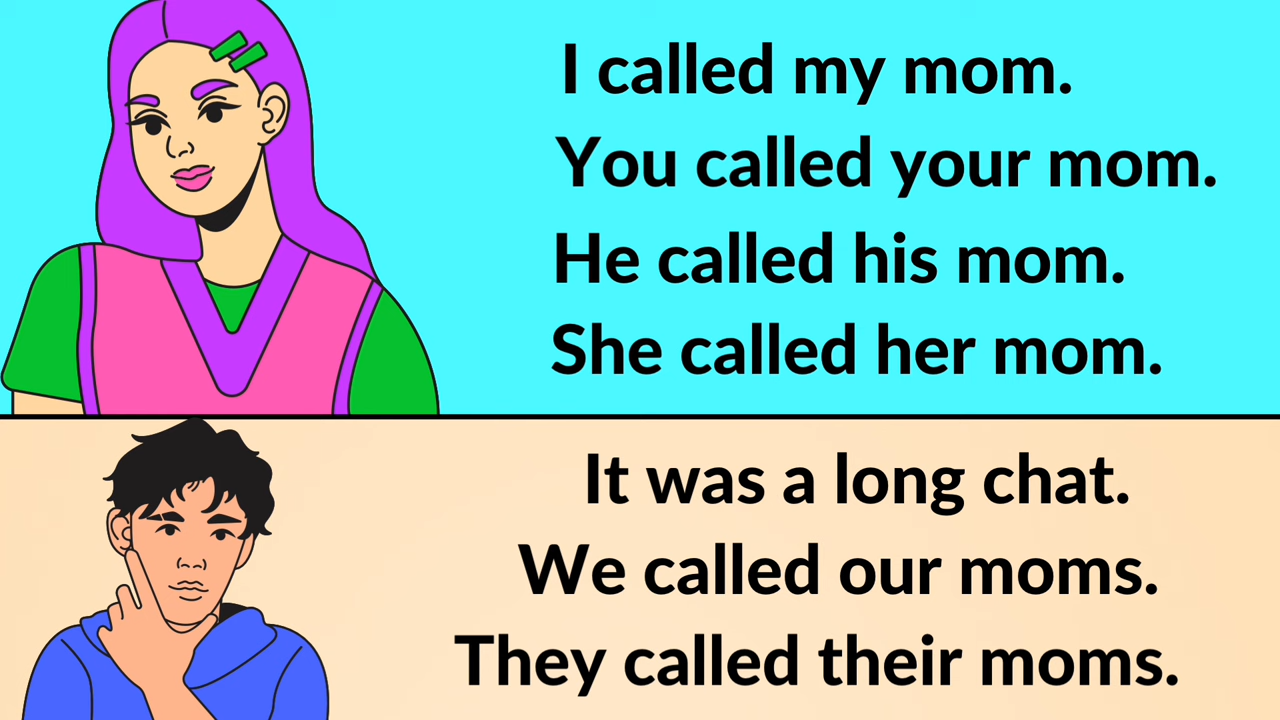 I called my mom.
You called your mom.
He called his mom.
She called her mom.
It was a long chat.
We called our moms.
They called their moms.